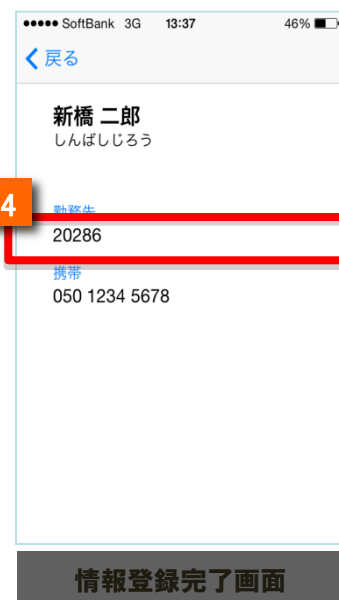 SoftBank 3G 13:37 46%
戻る
新橋 二郎
しんばしじろう
4
勤務先
20286
携帯
050 1234 5678
情報登録完了画面